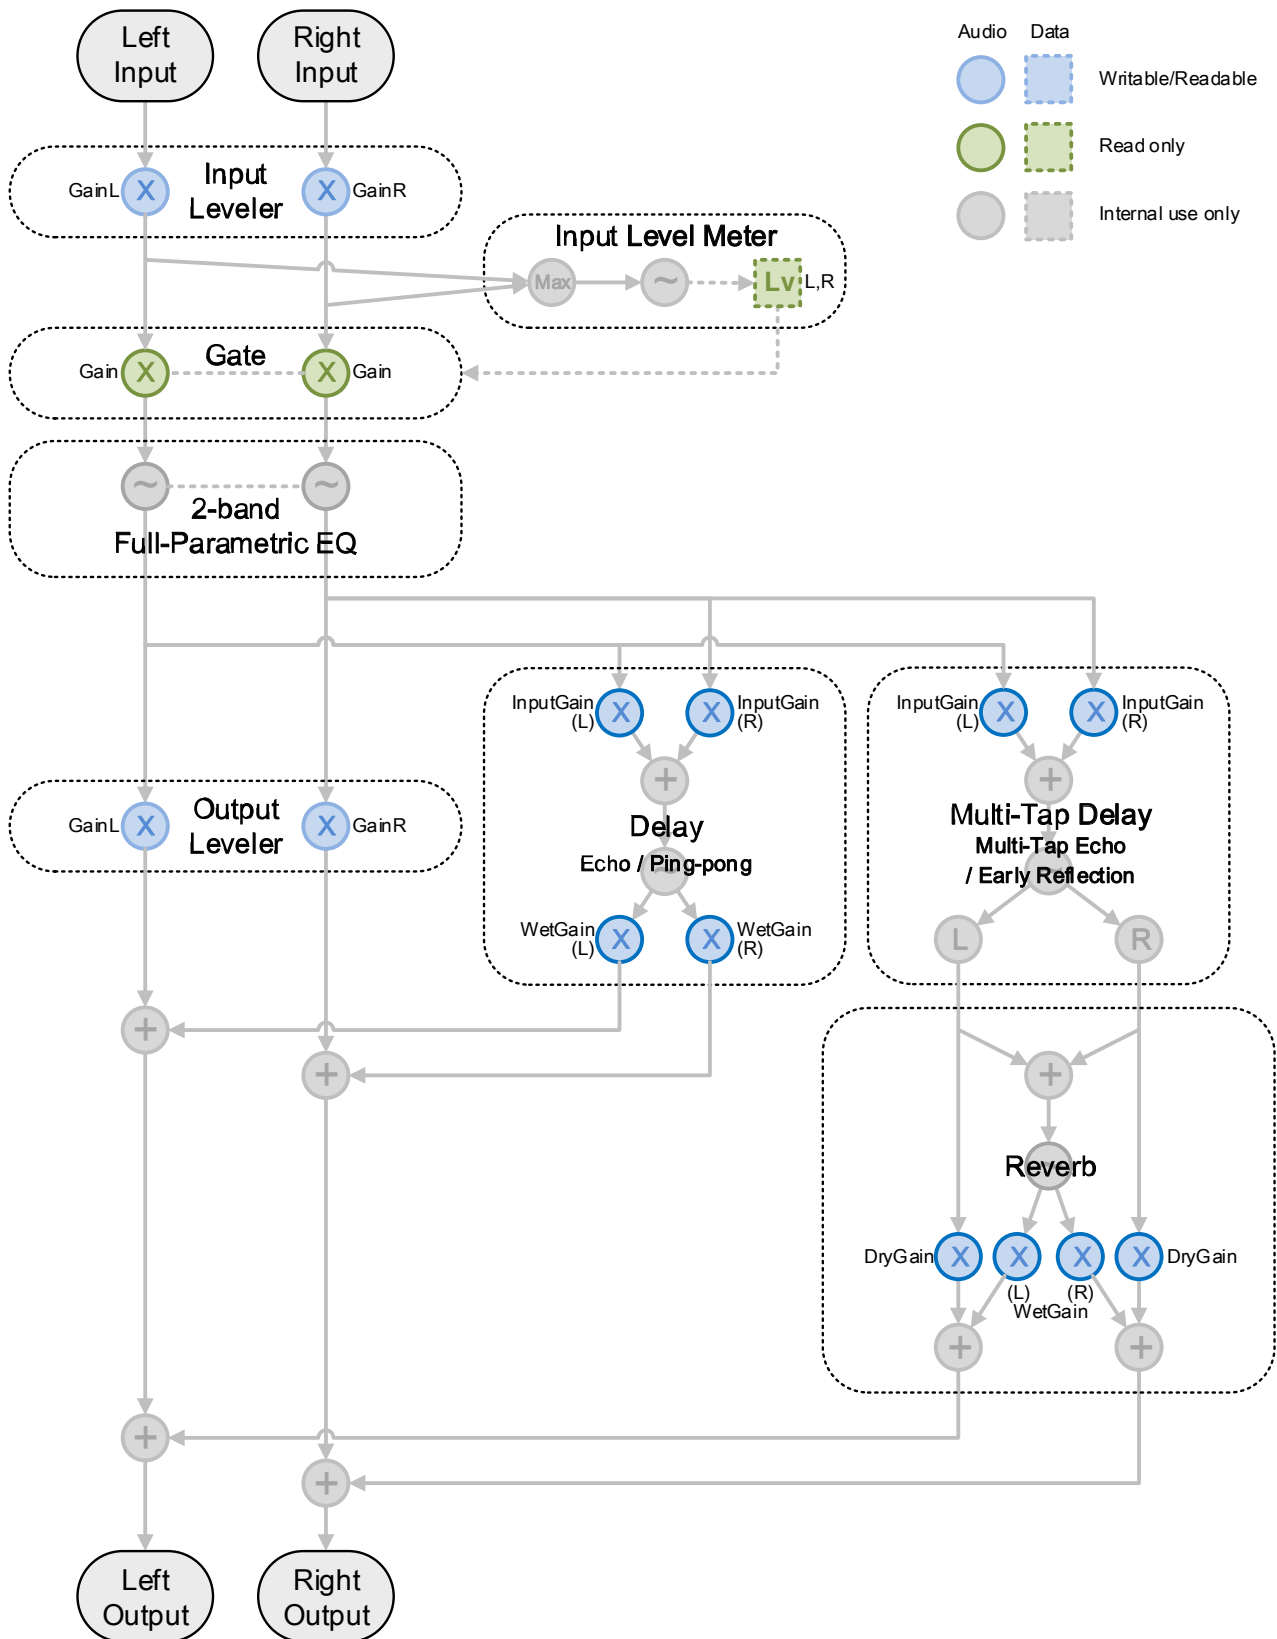 Left
Input
Right
Input
Audio
Data
Writable/Readable
Read only
Internal use only
GainL
X
Input
Leveler
X
GainR
Input Level Meter
Max
~
Lv
L,R
Gain
X
Gate
X
Gain
~
~
2-band
Full-Parametric EQ
InputGain
(L)
X
X
InputGain
(R)
+
Delay
Echo / Ping-pong
WetGain
(L)
X
X
WetGain
(R)
InputGain
(L)
X
X
InputGain
(R)
+
Multi-Tap Delay
Multi-Tap Echo
/ Early Reflection
L
R
GainL
X
Output
Leveler
X
GainR
+
+
+
Reverb
DryGain
X
X
X
X
DryGain
(L)
(R)
WetGain
+
+
+
+
Left
Output
Right
Output